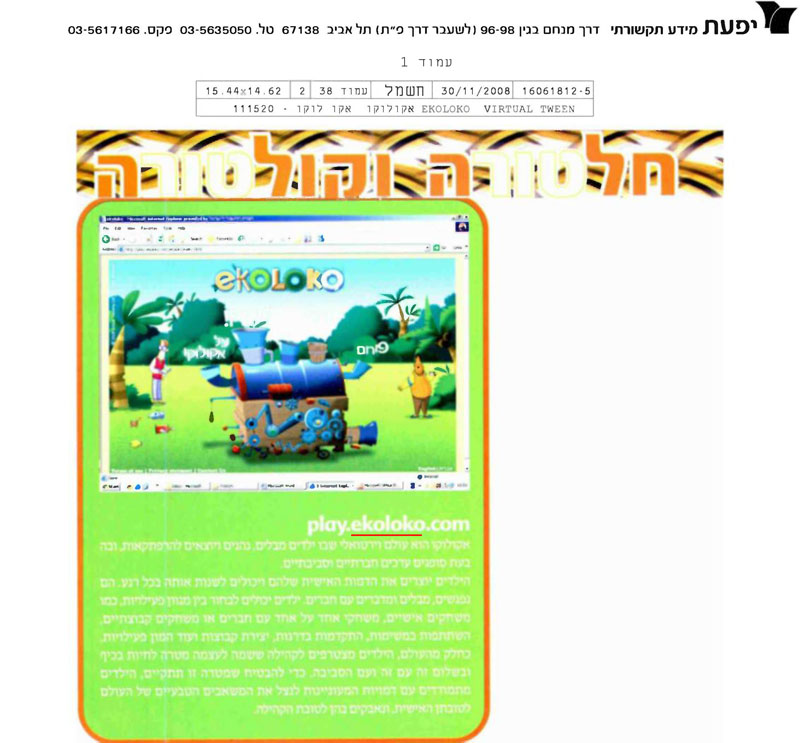 יפעת מידע תקשורתי דרך מנחם בגין 96-98 (לשעבר דרך פ״ת) תל אביב 67138 טל. 03-5635050 פקס. 03-5617166
עמוד 1
15.44x14.62 2 עמוד 38 חשמל 30/11/2008 16061812-5
111520 - אקולוקו אקו לוקו EKOLOKO VIRTUAL TWEEN
חלטורה וקולטורה
ekoloko
על
אקולוקו
פורום
play.ekoloko.com
אקולוקו הוא עולם וירטואלי שבו ילדים מבלים, נהנים ויוצאים להרפתקאות, ובה
בעת סופגים ערכים חברתיים וסביבתיים.
הילדים יוצרים את הדמות האישית שלהם ויכולים לשנות אותה בכל רגע. הם
נפגשים, מבלים ומדברים עם חברים. ילדים יכולים לבחור בין מגוון פעילויות, כמו
משחקים אישיים, משחקי אחד על אחד עם חברים או משחקים קבוצתיים,
השתתפות במשימות, התקדמות בדרגות, יצירת קבוצות ועוד המון פעילויות.
כחלק מהעולם, הילדים מצטרפים לקהילה ששמה לעצמה מטרה לחיות בכיף
ובשלום זה עם זה ועם הסביבה. כדי להבטיח שמטרה זו תתקיים, הילדים
מתמודדים עם דמויות המעוניינות לנצל את המשאבים הטבעיים של העולם
לטובתן האישית, ונאבקים בהן לטובת הקהילה.